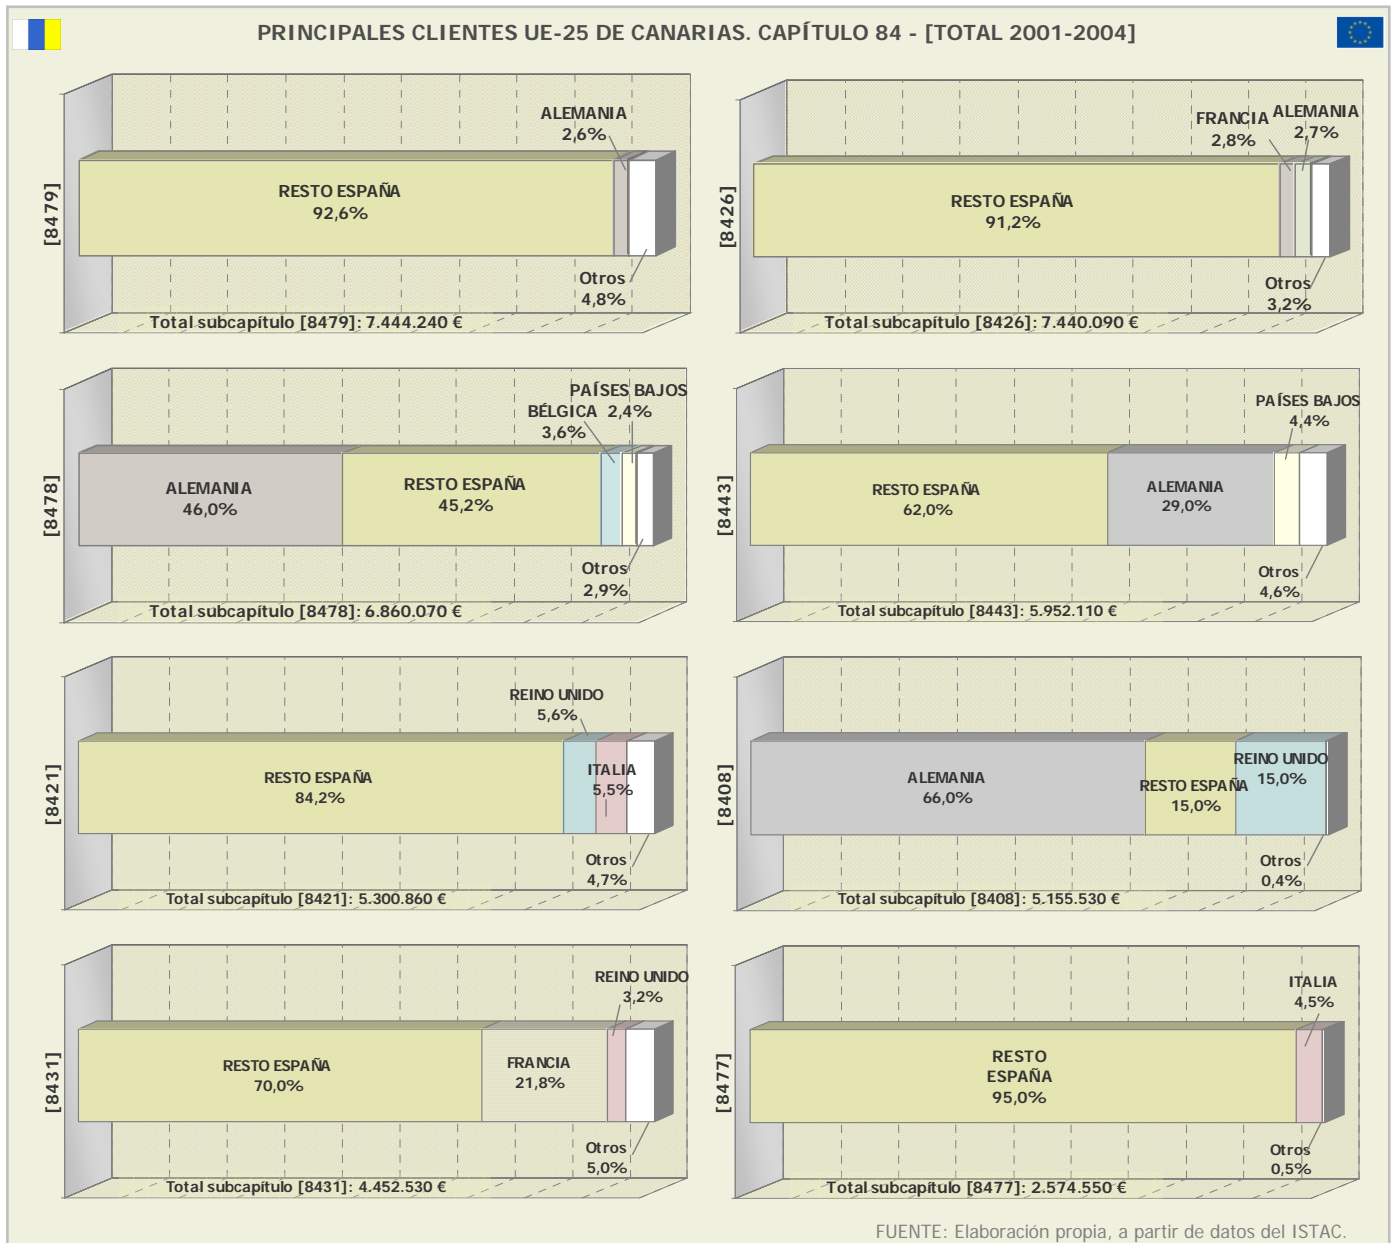 PRINCIPALES CLIENTES UE-25 DE CANARIAS. CAPÍTULO 84 - [TOTAL 2001-2004]
[8479]
RESTO ESPAÑA
92,6%
ALEMANIA
2,6%
Otros
4,8%
Total subcapítulo [8479]: 7.444.240 €
[8426]
RESTO ESPAÑA
91,2%
FRANCIA
2,8%
ALEMANIA
2,7%
Otros
3,2%
Total subcapítulo [8426]: 7.440.090 €
[8478]
ALEMANIA
46,0%
RESTO ESPAÑA
45,2%
BÉLGICA
3,6%
PAÍSES BAJOS
2,4%
Otros
2,9%
Total subcapítulo [8478]: 6.860.070 €
[8443]
RESTO ESPAÑA
62,0%
ALEMANIA
29,0%
PAÍSES BAJOS
4,4%
Otros
4,6%
Total subcapítulo [8443]: 5.952.110 €
[8421]
RESTO ESPAÑA
84,2%
REINO UNIDO
5,6%
ITALIA
5,5%
Otros
4,7%
Total subcapítulo [8421]: 5.300.860 €
[8408]
ALEMANIA
66,0%
RESTO ESPAÑA
15,0%
REINO UNIDO
15,0%
Otros
0,4%
Total subcapítulo [8408]: 5.155.530 €
[8431]
RESTO ESPAÑA
70,0%
FRANCIA
21,8%
REINO UNIDO
3,2%
Otros
5,0%
Total subcapítulo [8431]: 4.452.530 €
[8477]
RESTO
ESPAÑA
95,0%
ITALIA
4,5%
Otros
0,5%
Total subcapítulo [8477]: 2.574.550 €
FUENTE: Elaboración propia, a partir de datos del ISTAC.